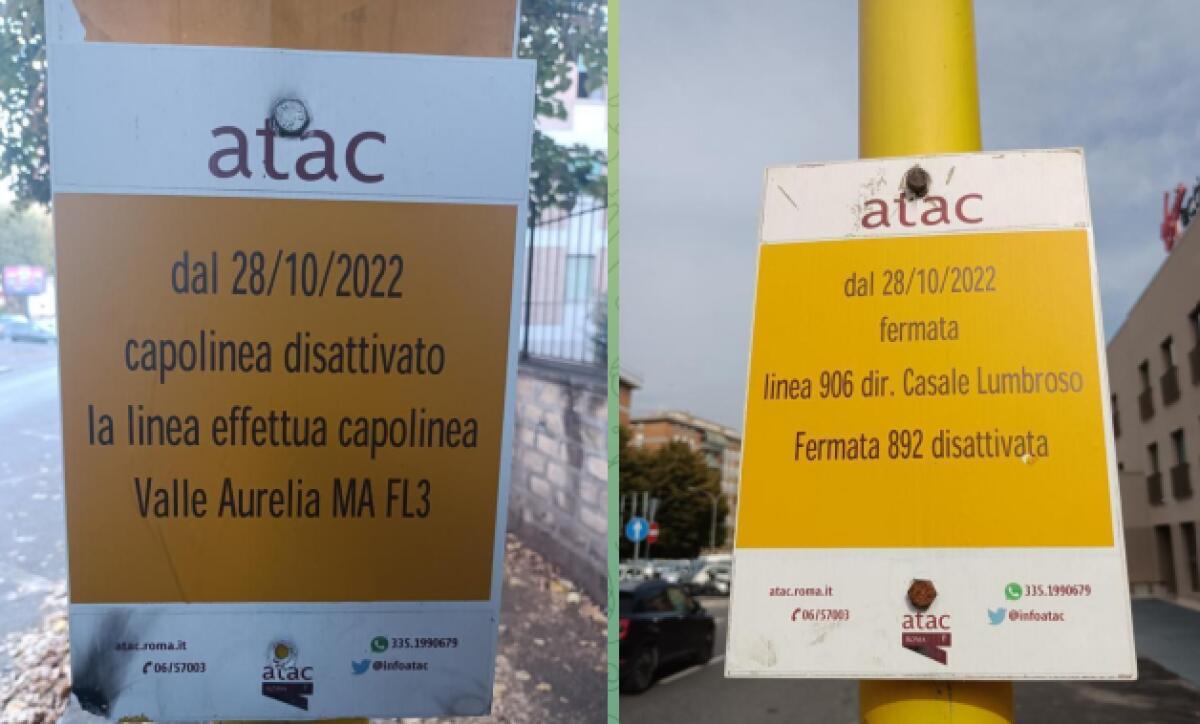 atac
dal 28/10/2022
capolinea disattivato
la linea effettua capolinea
Valle Aurelia MA FL3
atac.roma.it
06/57003
atac
ROMA
335.1990679
@infoatac
atac
dal 28/10/2022
fermata
linea 906 dir. Casale Lumbroso
Fermata 892 disattivata
atac.roma.it
06/57003
atac
ROMA
335.1990679
@infoatac